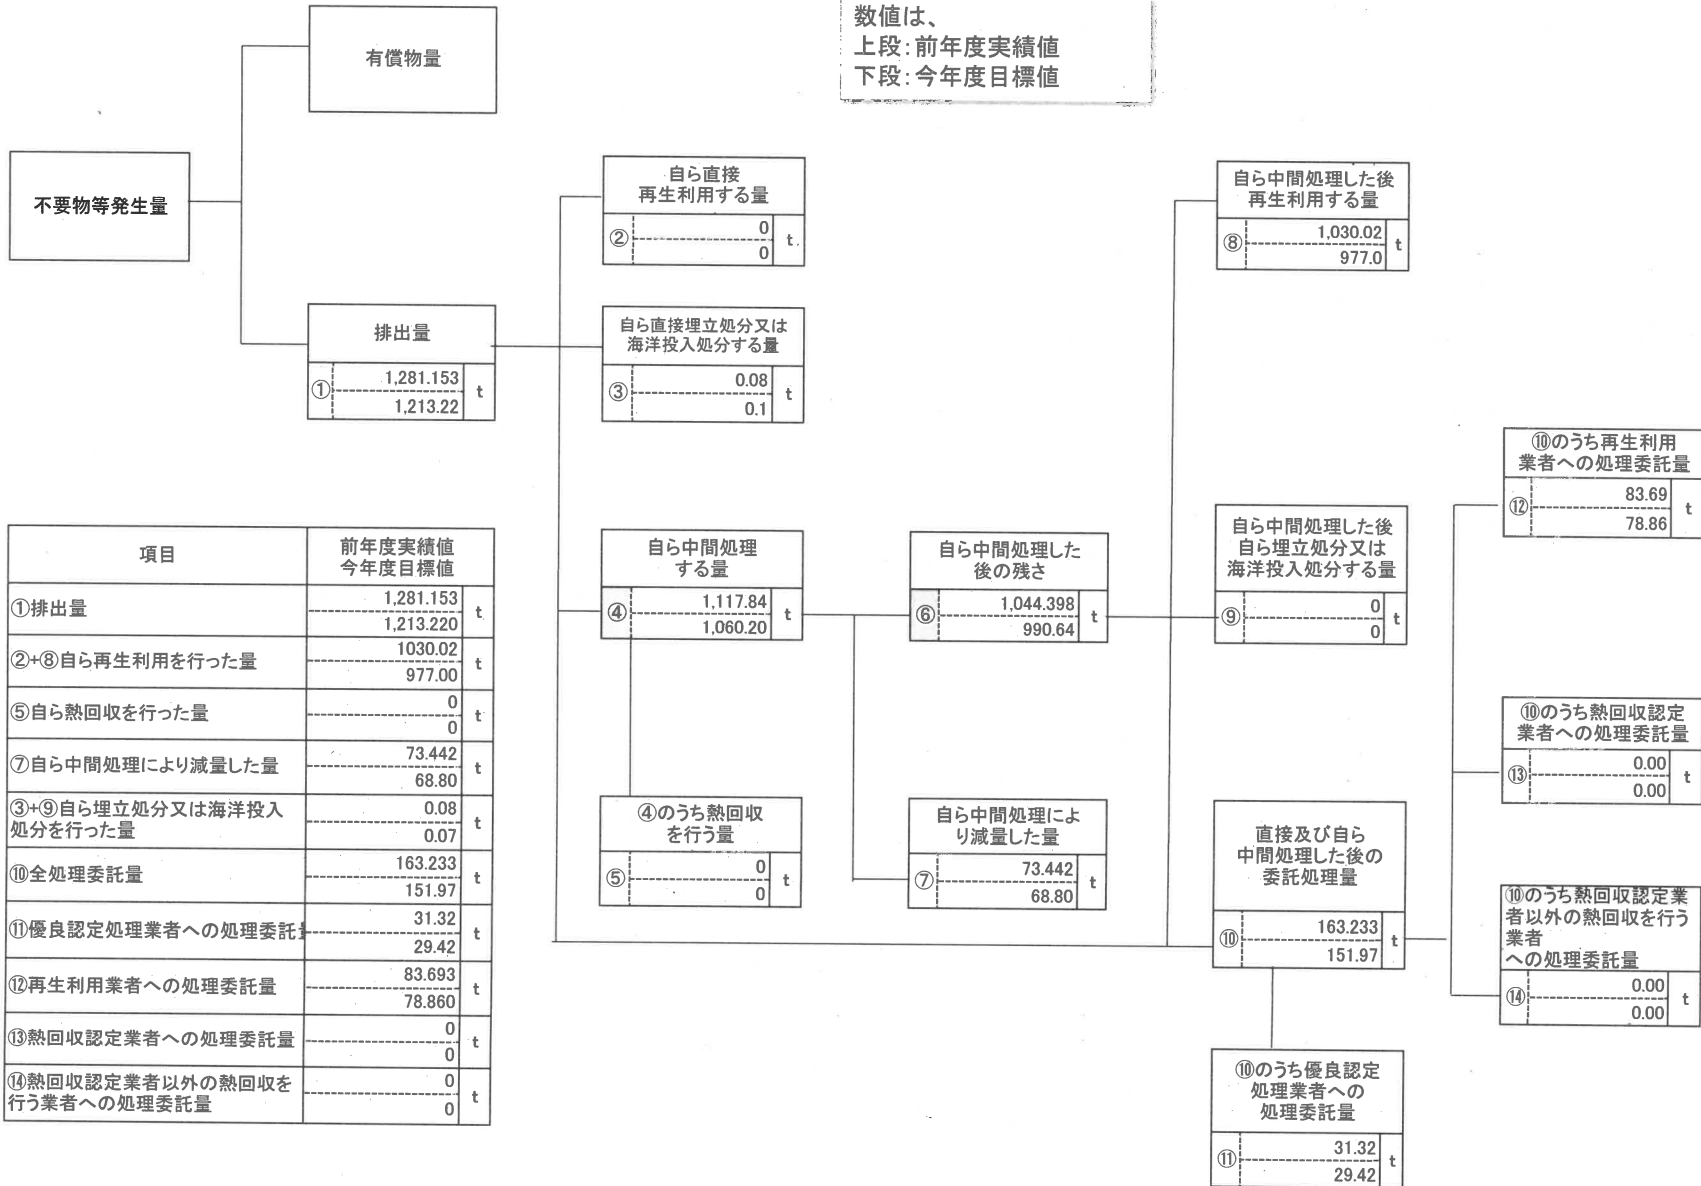 数値は、
上段:前年度実績値
下段:今年度目標値
有償物量
不要物等発生量
排出量
①
1,281.153
1,213.22
t
自ら直接
再生利用する量
②
0
0
t
自ら直接埋立処分又は
海洋投入処分する量
③
0.08
0.1
t
自ら中間処理
する量
④
1,117.84
1,060.20
t
④のうち熱回収
を行う量
⑤
0
0
t
自ら中間処理した
後の残さ
⑥
1,044.398
990.64
t
自ら中間処理によ
り減量した量
⑦
73.442
68.80
t
自ら中間処理した後
再生利用する量
⑧
1,030.02
977.0
t
自ら中間処理した後
自ら埋立処分又は
海洋投入処分する量
⑨
0
0
t
直接及び自ら
中間処理した後の
委託処理量
⑩
163.233
151.97
t
⑩のうち優良認定
処理業者への
処理委託量
⑪
31.32
29.42
t
⑩のうち再生利用
業者への処理委託量
⑫
83.69
78.86
t
⑩のうち熱回収認定
業者への処理委託量
⑬
0.00
0.00
t
⑩のうち熱回収認定業
者以外の熱回収を行う
業者
への処理委託量
⑭
0.00
0.00
t
項目
前年度実績値
今年度目標値
①排出量
1,281.153
1,213.220
t
②+⑧自ら再生利用を行った量
1030.02
977.00
t
⑤自ら熱回収を行った量
0
0
t
⑦自ら中間処理により減量した量
73.442
68.80
t
③+⑨自ら埋立処分又は海洋投入
処分を行った量
0.08
0.07
t
⑩全処理委託量
163.233
151.97
t
⑪優良認定処理業者への処理委託
31.32
29.42
t
⑫再生利用業者への処理委託量
83.693
78.860
t
⑬熱回収認定業者への処理委託量
0
0
t
⑭熱回収認定業者以外の熱回収を
行う業者への処理委託量
0
0
t